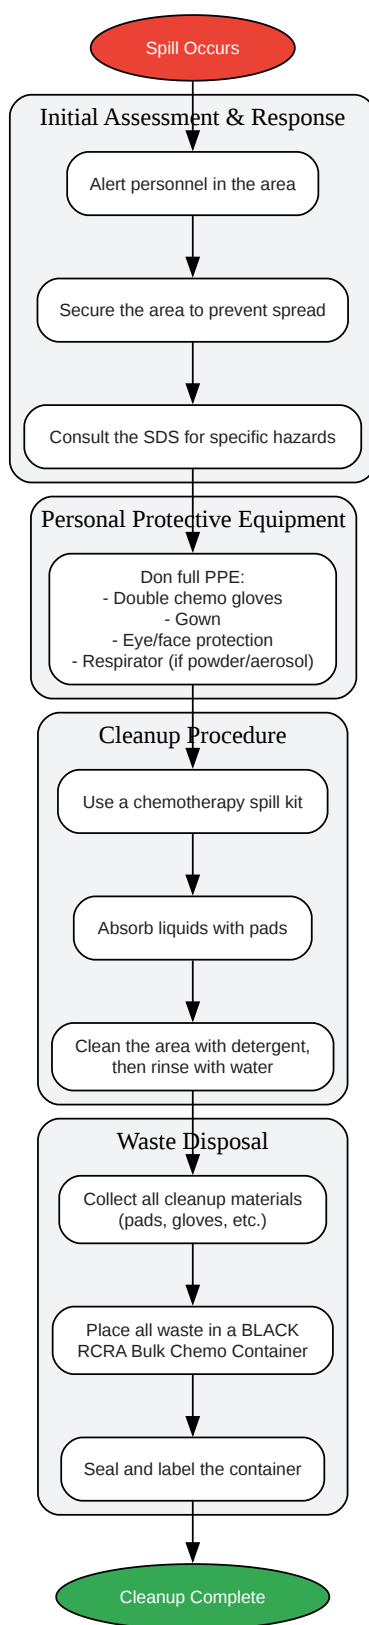 Spill Occurs
Initial Assessment & Response
Alert personnel in the area
Secure the area to prevent spread
Consult the SDS for specific hazards
Personal Protective Equipment
Don full PPE:
- Double chemo gloves
- Gown
- Eye/face protection
- Respirator (if powder/aerosol)
Cleanup Procedure
Use a chemotherapy spill kit
Absorb liquids with pads
Clean the area with detergent,
then rinse with water
Waste Disposal
Collect all cleanup materials
(pads, gloves, etc.)
Place all waste in a BLACK
RCRA Bulk Chemo Container
Seal and label the container
Cleanup Complete